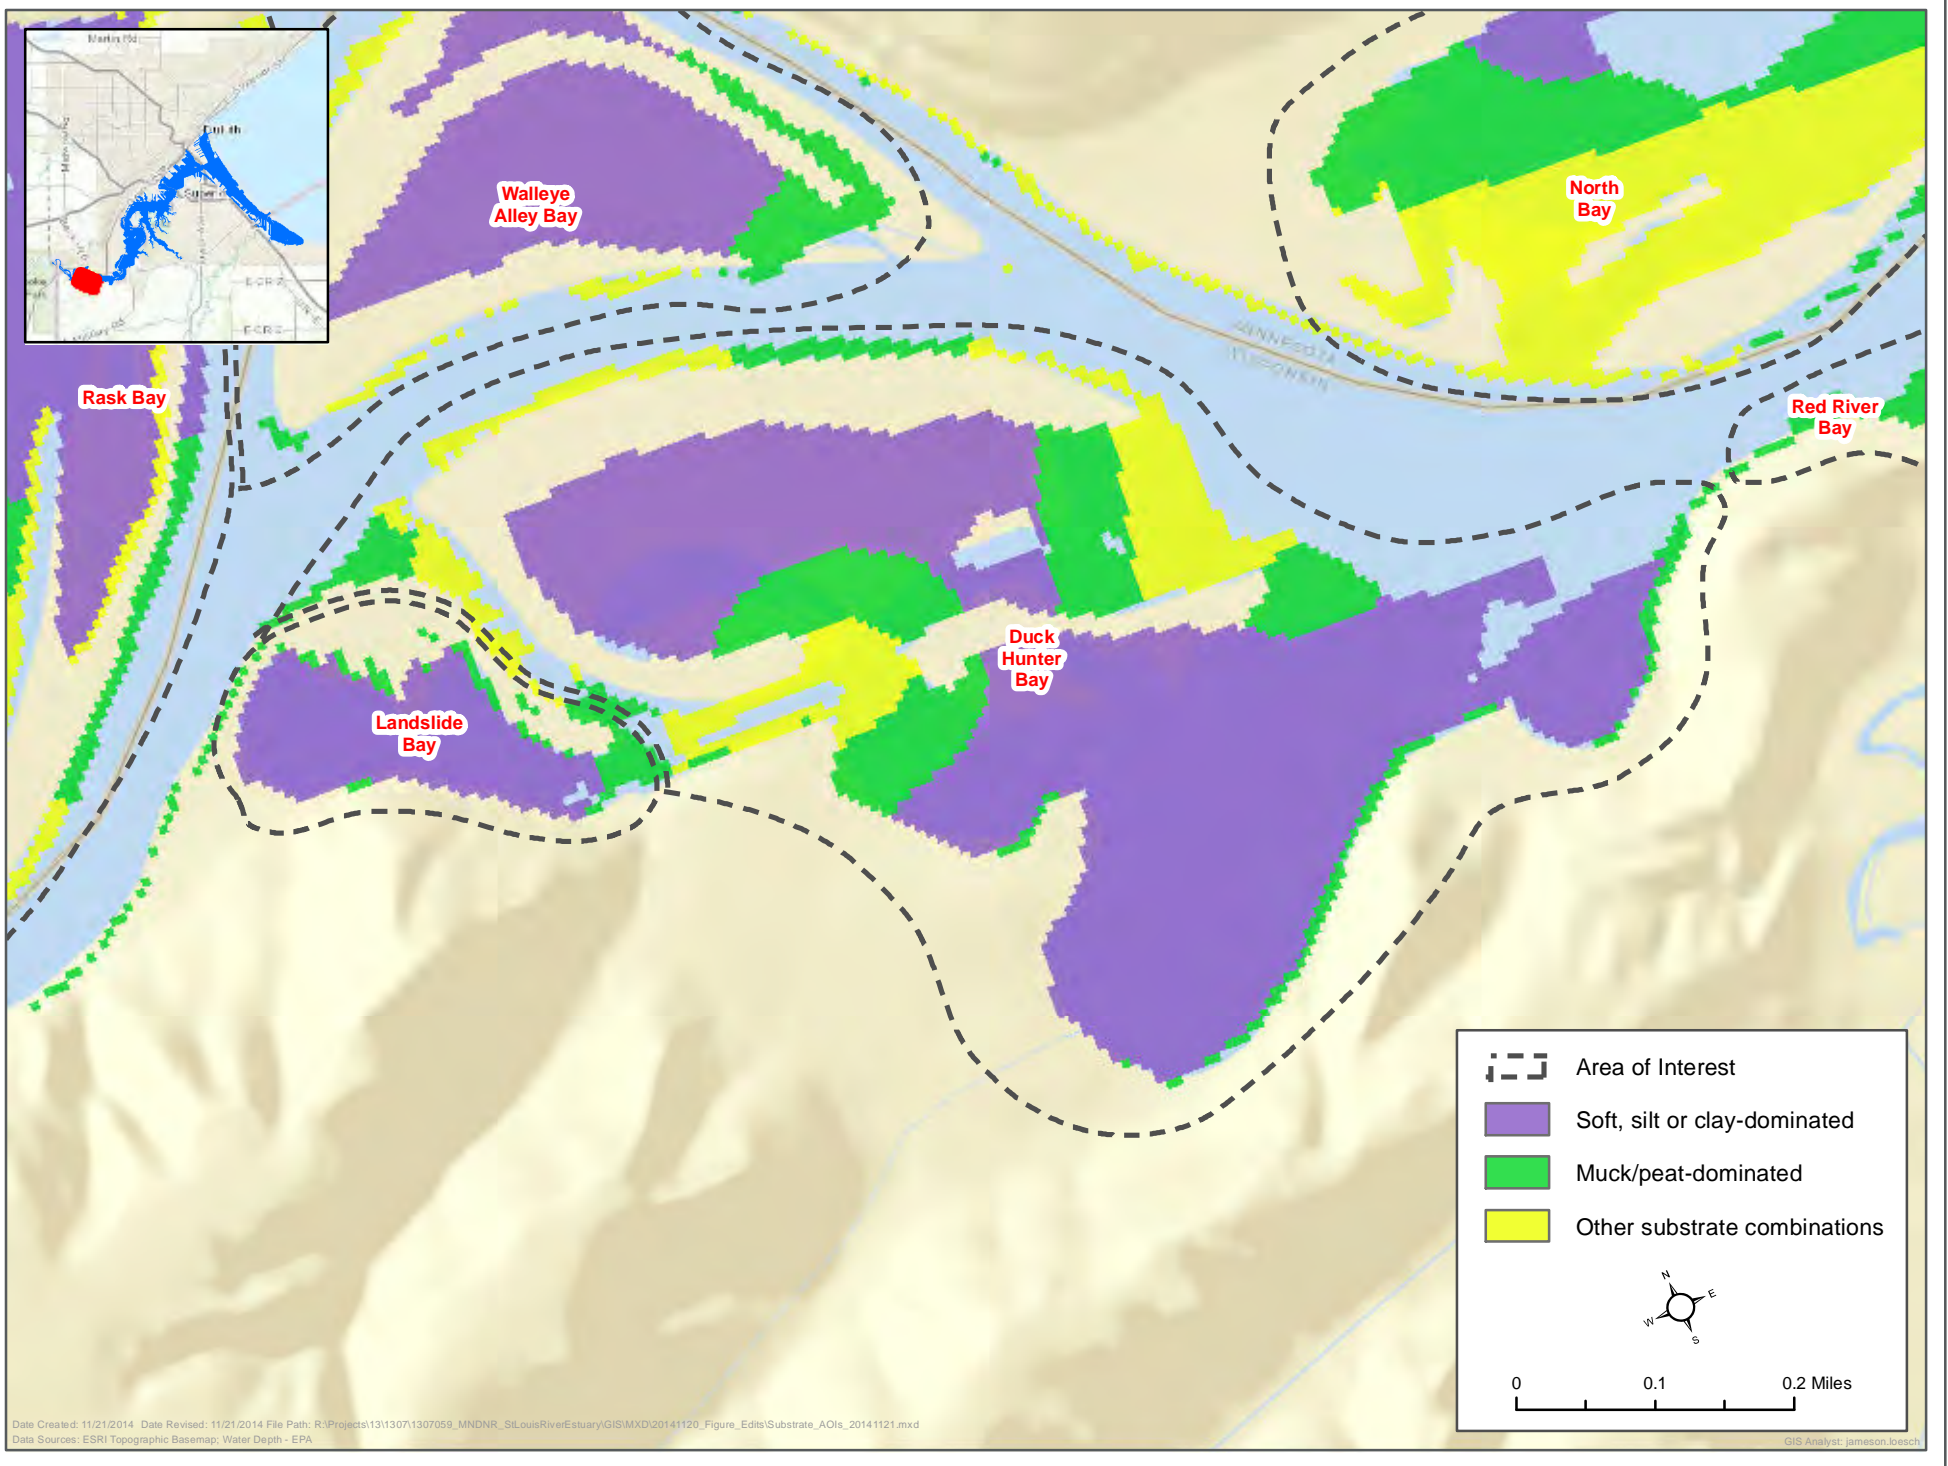 Martin Rd
Duluth
Superior
Walleye
Alley Bay
North
Bay
MINNESOTA
WISCONSIN
Rask Bay
Red River
Bay
Duck
Hunter
Bay
Landslide
Bay
Area of Interest
Soft, silt or clay-dominated
Muck/peat-dominated
Other substrate combinations
N
E
W
S
0 0.1 0.2 Miles
Date Created: 11/21/2014 Date Revised: 11/21/2014 File Path: R:\Projects\13\1307\1307059_MNDNR_StLouisRiverEstuary\GIS\MXD\20141120_Figure_Edits\Substrate_AOIs_20141121.mxd
Data Sources: ESRI Topographic Basemap; Water Depth - EPA
GIS Analyst: jameson.loesch